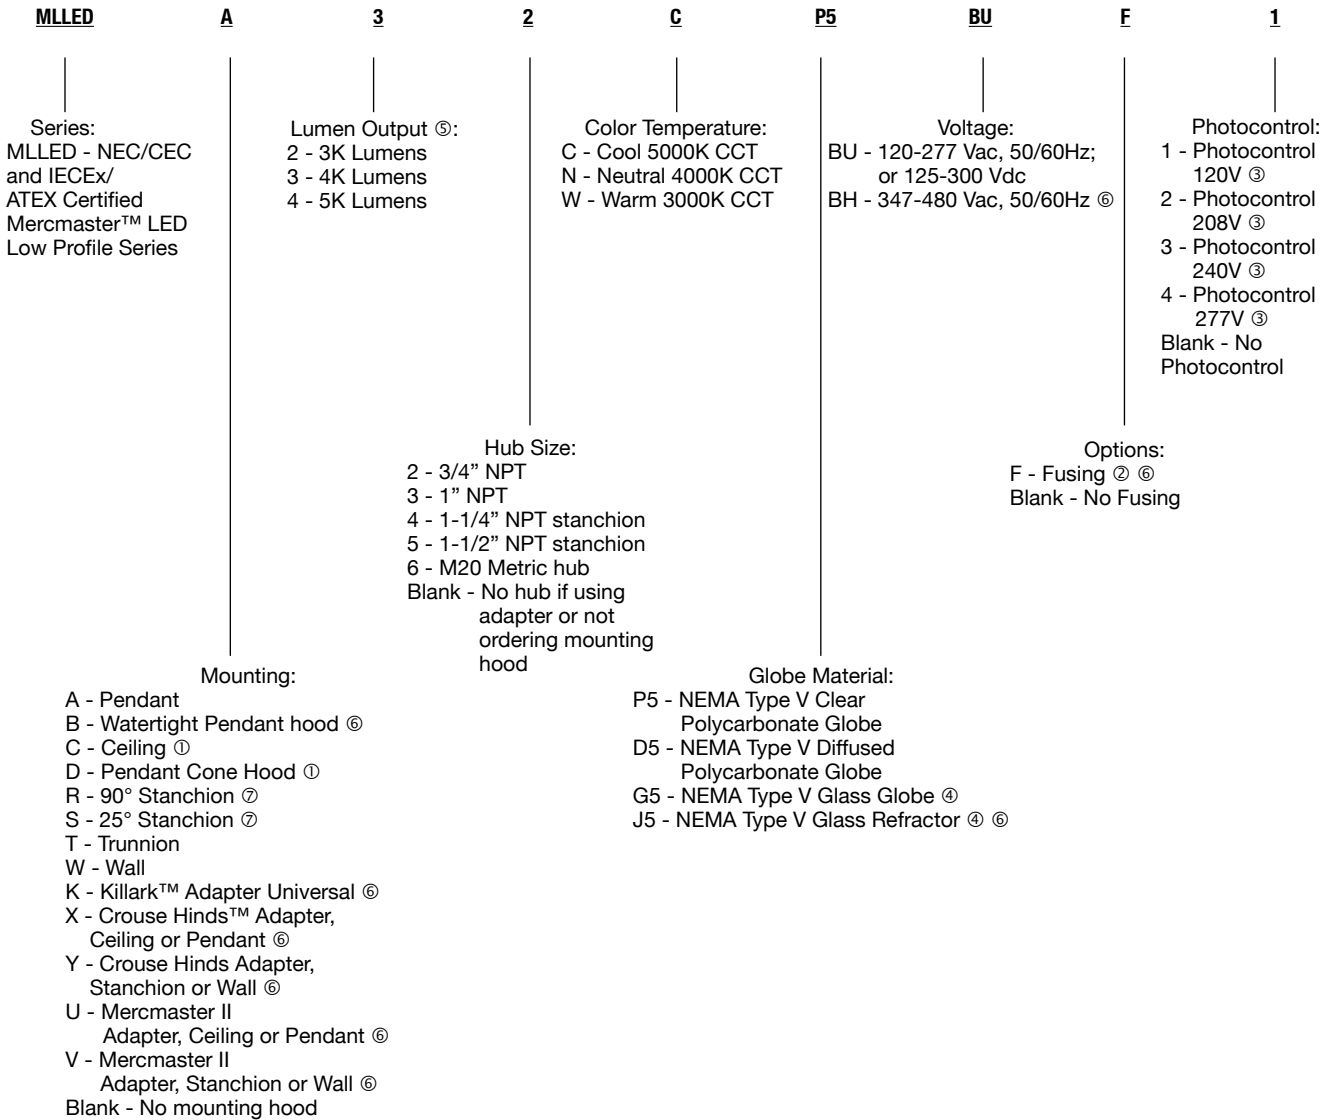 MLLED A 3 2 C P5 BU F 1
Series:
MLLED - NEC/CEC
and IECEx/
ATEX Certified
Mercmaster™ LED
Low Profile Series
Lumen Output ⑤:
2 - 3K Lumens
3 - 4K Lumens
4 - 5K Lumens
Color Temperature:
C - Cool 5000K CCT
N - Neutral 4000K CCT
W - Warm 3000K CCT
Voltage:
BU - 120-277 Vac, 50/60Hz;
or 125-300 Vdc
BH - 347-480 Vac, 50/60Hz ⑥
Photocontrol:
1 - Photocontrol
120V ③
2 - Photocontrol
208V ③
3 - Photocontrol
240V ③
4 - Photocontrol
277V ③
Blank - No
Photocontrol
Hub Size:
2 - 3/4” NPT
3 - 1” NPT
4 - 1-1/4” NPT stanchion
5 - 1-1/2” NPT stanchion
6 - M20 Metric hub
Blank - No hub if using
adapter or not
ordering mounting
hood
Options:
F - Fusing ② ⑥
Blank - No Fusing
Mounting:
A - Pendant
B - Watertight Pendant hood ⑥
C - Ceiling ①
D - Pendant Cone Hood ①
R - 90° Stanchion ⑦
S - 25° Stanchion ⑦
T - Trunnion
W - Wall
K - Killark™ Adapter Universal ⑥
X - Crouse Hinds™ Adapter,
Ceiling or Pendant ⑥
Y - Crouse Hinds Adapter,
Stanchion or Wall ⑥
U - Mercmaster II
Adapter, Ceiling or Pendant ⑥
V - Mercmaster II
Adapter, Stanchion or Wall ⑥
Blank - No mounting hood
Globe Material:
P5 - NEMA Type V Clear
Polycarbonate Globe
D5 - NEMA Type V Diffused
Polycarbonate Globe
G5 - NEMA Type V Glass Globe ④
J5 - NEMA Type V Glass Refractor ④ ⑥